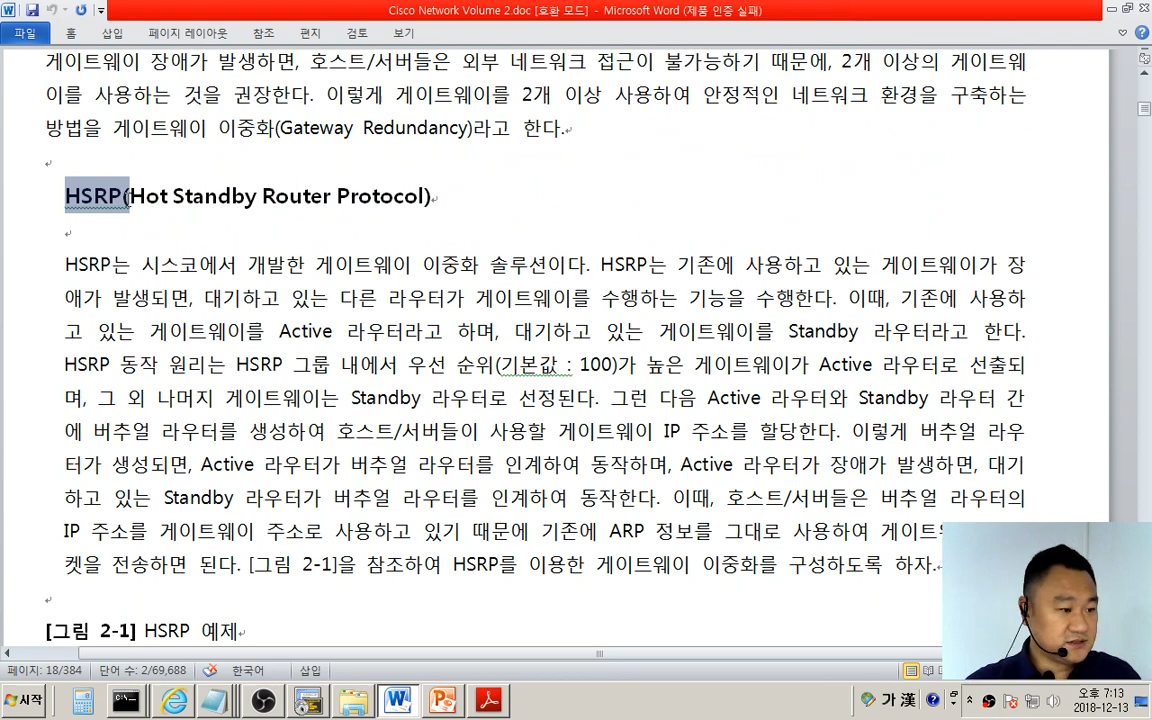 Cisco Network Volume 2.doc [호환 모드] - Microsoft Word (제품 인증 실패)
파일 홈 삽입 페이지 레이아웃 참조 편지 검토 보기
게이트웨이 장애가 발생하면, 호스트/서버들은 외부 네트워크 접근이 불가능하기 때문에, 2개 이상의 게이트웨
이를 사용하는 것을 권장한다. 이렇게 게이트웨이를 2개 이상 사용하여 안정적인 네트워크 환경을 구축하는
방법을 게이트웨이 이중화(Gateway Redundancy)라고 한다.
HSRP(Hot Standby Router Protocol)
HSRP는 시스코에서 개발한 게이트웨이 이중화 솔루션이다. HSRP는 기존에 사용하고 있는 게이트웨이가 장
애가 발생되면, 대기하고 있는 다른 라우터가 게이트웨이를 수행하는 기능을 수행한다. 이때, 기존에 사용하
고 있는 게이트웨이를 Active 라우터라고 하며, 대기하고 있는 게이트웨이를 Standby 라우터라고 한다.
HSRP 동작 원리는 HSRP 그룹 내에서 우선 순위(기본값 : 100)가 높은 게이트웨이가 Active 라우터로 선출되
며, 그 외 나머지 게이트웨이는 Standby 라우터로 선정된다. 그런 다음 Active 라우터와 Standby 라우터 간
에 버추얼 라우터를 생성하여 호스트/서버들이 사용할 게이트웨이 IP 주소를 할당한다. 이렇게 버추얼 라우
터가 생성되면, Active 라우터가 버추얼 라우터를 인계하여 동작하며, Active 라우터가 장애가 발생하면, 대기
하고 있는 Standby 라우터가 버추얼 라우터를 인계하여 동작한다. 이때, 호스트/서버들은 버추얼 라우터의
IP 주소를 게이트웨이 주소로 사용하고 있기 때문에 기존에 ARP 정보를 그대로 사용하여 게이트
켓을 전송하면 된다. [그림 2-1]을 참조하여 HSRP를 이용한 게이트웨이 이중화를 구성하도록 하자.
[그림 2-1] HSRP 예제
페이지: 18/384 단어 수: 2/69,688 한국어 삽입
시작 가 漢 오후 7:13
2018-12-13